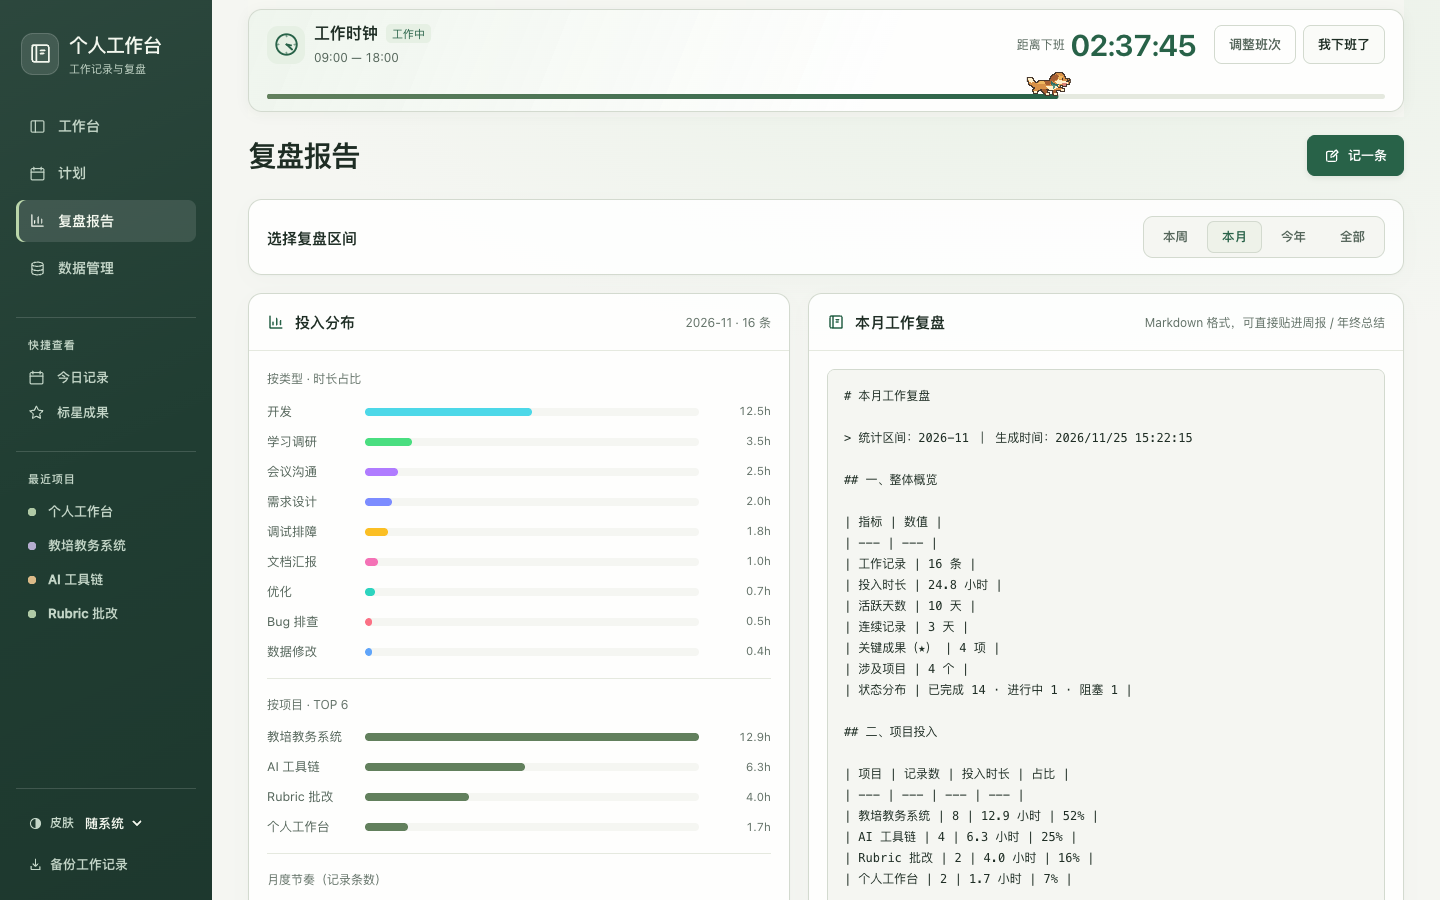 个人工作台
工作记录与复盘
工作台
计划
复盘报告
数据管理
快捷查看
今日记录
标星成果
最近项目
个人工作台
教培教务系统
AI 工具链
Rubric 批改
皮肤 随系统
备份工作记录
工作时钟 工作中
09:00 — 18:00
距离下班 02:37:45
调整班次
我下班了
复盘报告
记一条
选择复盘区间
本周 本月 今年 全部
投入分布
2026-11 · 16 条
按类型 · 时长占比
开发 12.5h
学习调研 3.5h
会议沟通 2.5h
需求设计 2.0h
调试排障 1.8h
文档汇报 1.0h
优化 0.7h
Bug 排查 0.5h
数据修改 0.4h
按项目 · TOP 6
教培教务系统 12.9h
AI 工具链 6.3h
Rubric 批改 4.0h
个人工作台 1.7h
月度节奏（记录条数）
本月工作复盘
Markdown 格式，可直接贴进周报 / 年终总结
# 本月工作复盘
> 统计区间：2026-11 ｜ 生成时间：2026/11/25 15:22:15
## 一、整体概览
| 指标 | 数值 |
| --- | --- |
| 工作记录 | 16 条 |
| 投入时长 | 24.8 小时 |
| 活跃天数 | 10 天 |
| 连续记录 | 3 天 |
| 关键成果（★） | 4 项 |
| 涉及项目 | 4 个 |
| 状态分布 | 已完成 14 · 进行中 1 · 阻塞 1 |
## 二、项目投入
| 项目 | 记录数 | 投入时长 | 占比 |
| --- | --- | --- | --- |
| 教培教务系统 | 8 | 12.9 小时 | 52% |
| AI 工具链 | 4 | 6.3 小时 | 25% |
| Rubric 批改 | 2 | 4.0 小时 | 16% |
| 个人工作台 | 2 | 1.7 小时 | 7% |